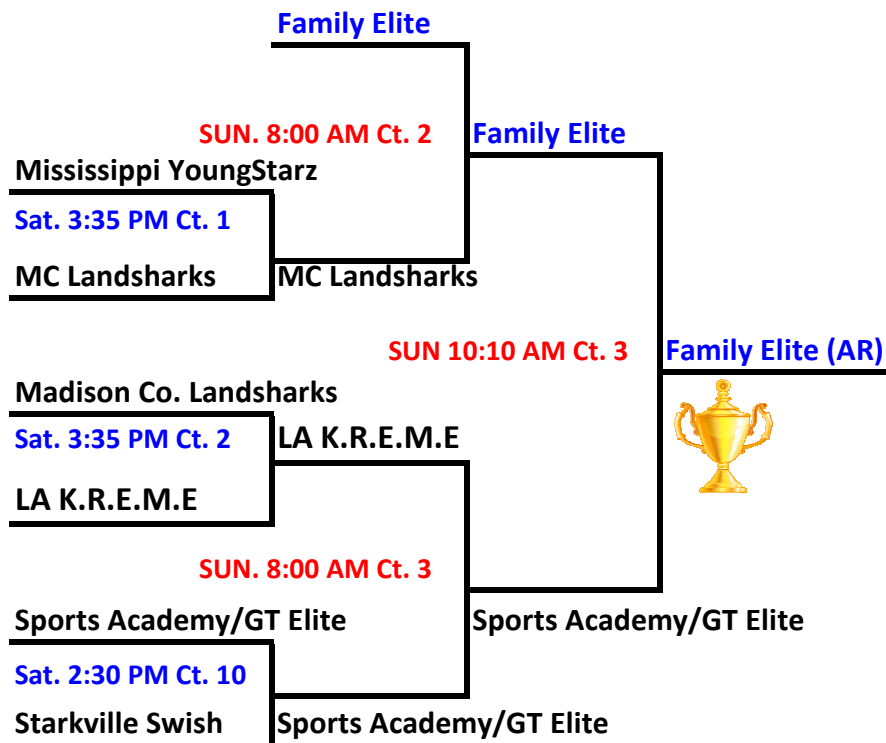 Family Elite
SUN. 8:00 AM Ct. 2
Family Elite
Mississippi YoungStarz
Sat. 3:35 PM Ct. 1
MC Landsharks
MC Landsharks
SUN 10:10 AM Ct. 3
Family Elite (AR)
Madison Co. Landsharks
Sat. 3:35 PM Ct. 2
LA K.R.E.M.E
LA K.R.E.M.E
SUN. 8:00 AM Ct. 3
Sports Academy/GT Elite
Sports Academy/GT Elite
Sat. 2:30 PM Ct. 10
Starkville Swish
Sports Academy/GT Elite